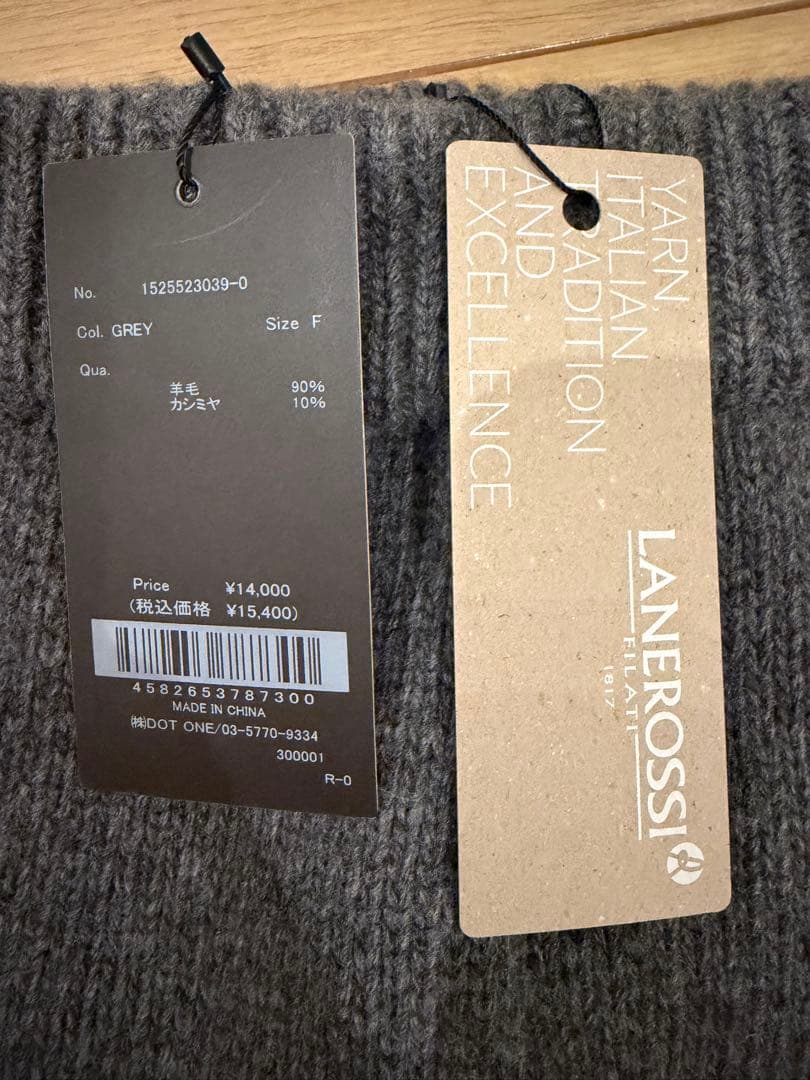 No. 1525523039-0
Col. GREY Size F
Qua.
羊毛 90%
カシミヤ 10%
Price ¥14,000
(税込価格 ¥15,400)
4582653787300
MADE IN CHINA
㈱DOT ONE/03-5770-9334
300001
R-0
YARN,
ITALIAN
TRADITION
AND
EXCELLENCE
LANEROSSI
FILATI
1817